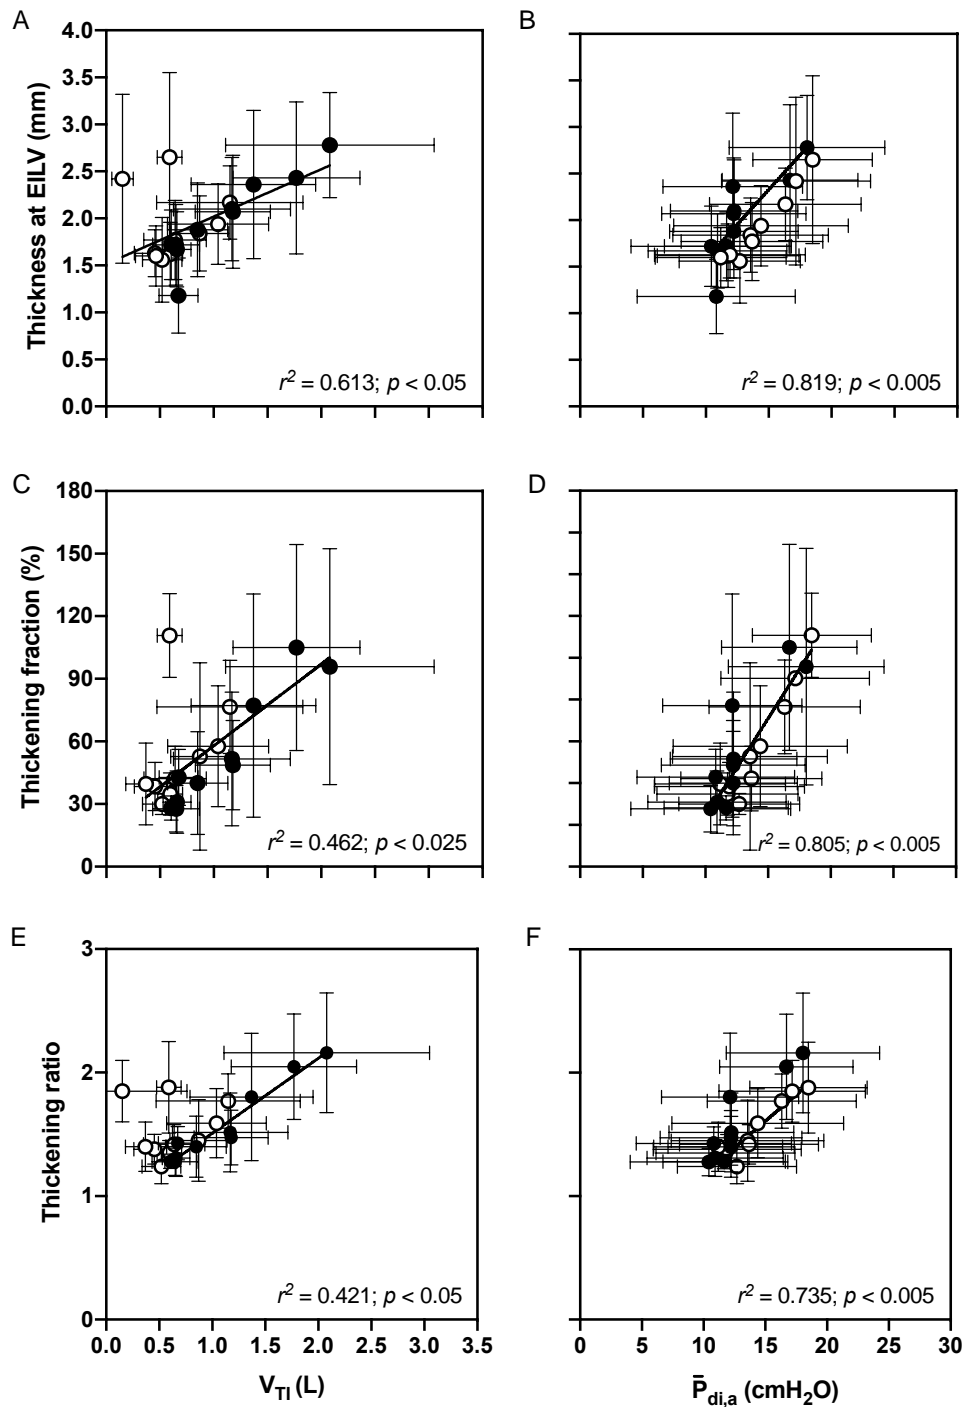 A
B
4.0
3.5
3.0
2.5
2.0
1.5
1.0
0.5
0.0
Thickness at EILV (mm)
r² = 0.613; p < 0.05
r² = 0.819; p < 0.005
C
D
180
150
120
90
60
30
0
Thickening fraction (%)
r² = 0.462; p < 0.025
r² = 0.805; p < 0.005
E
F
3
2
1
0
Thickening ratio
r² = 0.421; p < 0.05
r² = 0.735; p < 0.005
0.0 0.5 1.0 1.5 2.0 2.5 3.0 3.5
0 5 10 15 20 25 30
V_TI (L)
P̄_di,a (cmH₂O)